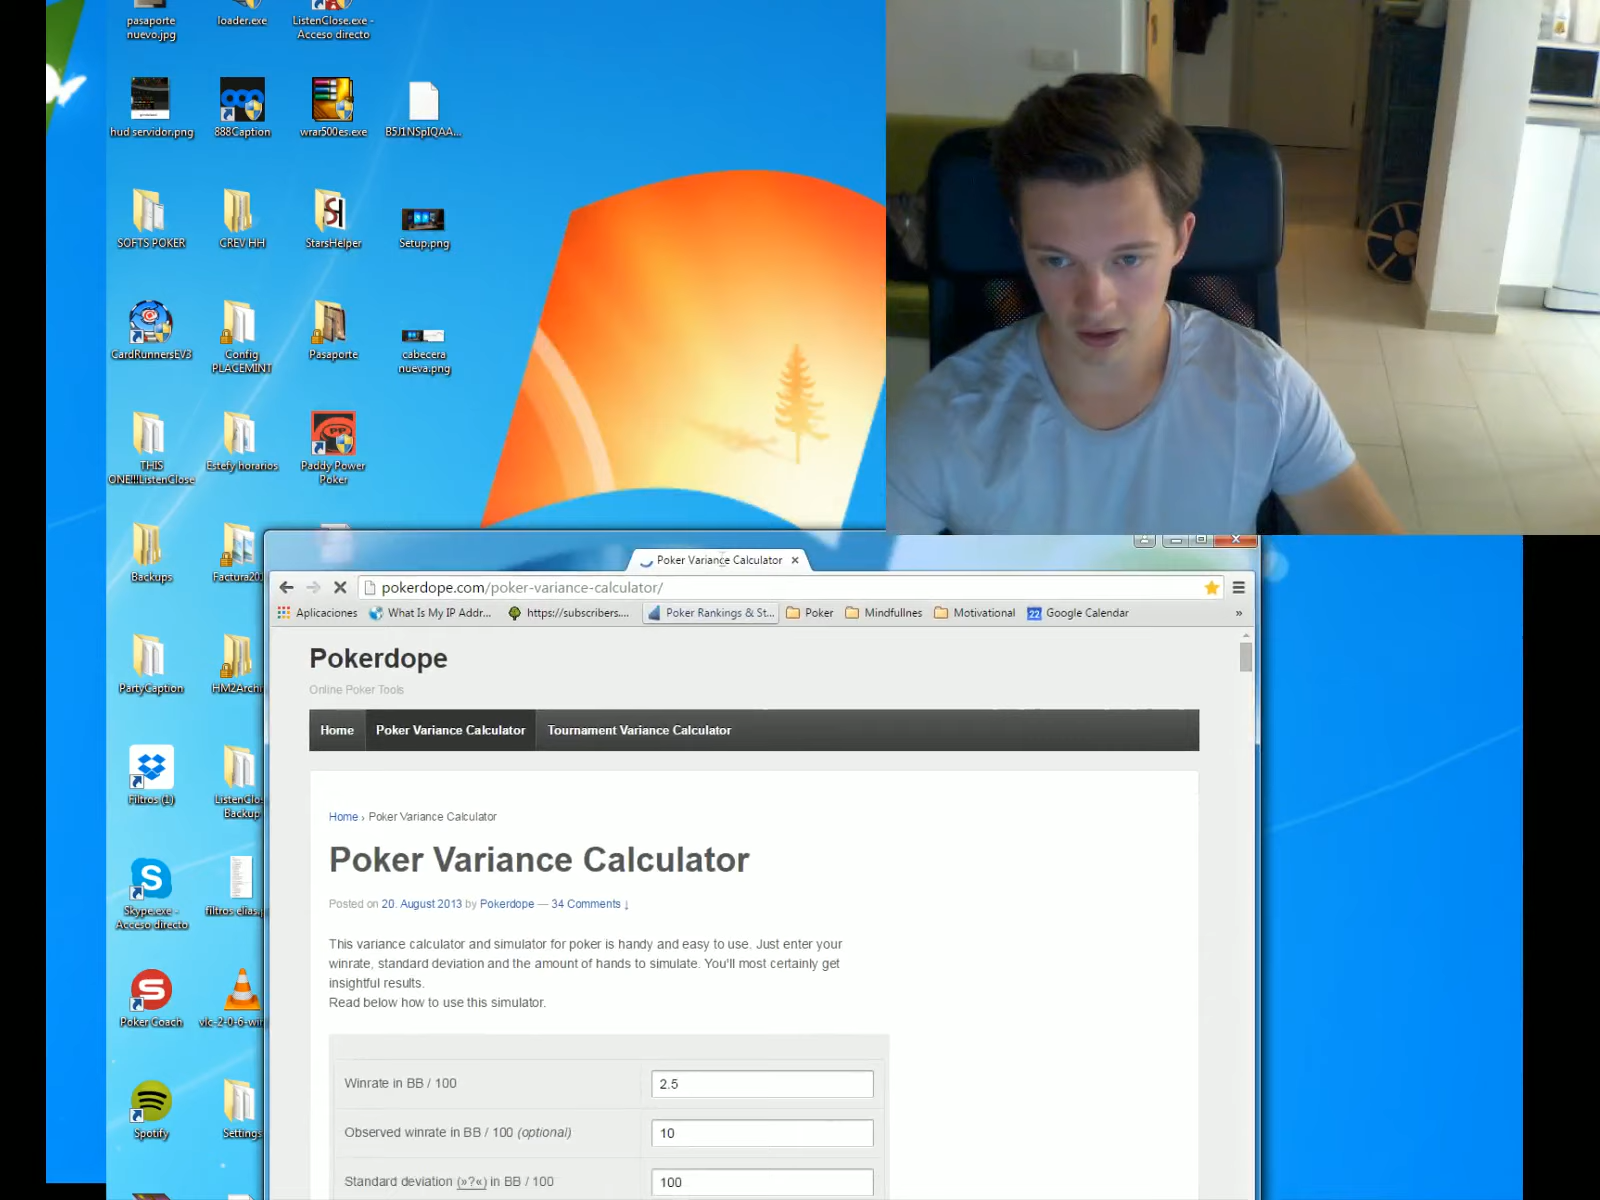 pasaporte
nuevo.jpg
loader.exe
ListenClose.exe -
Acceso directo
hud servidor.png
888Caption
wrar500es.exe
B5J1NSpIQAA...
SOFTS POKER
CREV HH
StarsHelper
Setup.png
CardRunnersEV3
Config
PLACEMINT
Pasaporte
cabecera
nueva.png
THIS
ONE!!!ListenClose
Estefy horarios
Paddy Power
Poker
Backups
PartyCaption
Filtros (1)
Backup
Skype.exe -
Acceso directo
Poker Coach
Spotify
Settings
Poker Variance Calculator
pokerdope.com/poker-variance-calculator/
Aplicaciones
What Is My IP Addr...
https://subscribers....
Poker Rankings & St...
Poker
Mindfullnes
Motivational
Google Calendar
»
Pokerdope
Online Poker Tools
Home
Poker Variance Calculator
Tournament Variance Calculator
Home › Poker Variance Calculator
Poker Variance Calculator
Posted on 20. August 2013 by Pokerdope — 34 Comments ↓
This variance calculator and simulator for poker is handy and easy to use. Just enter your
winrate, standard deviation and the amount of hands to simulate. You'll most certainly get
insightful results.
Read below how to use this simulator.
Winrate in BB / 100
2.5
Observed winrate in BB / 100 (optional)
10
Standard deviation (»?«) in BB / 100
100